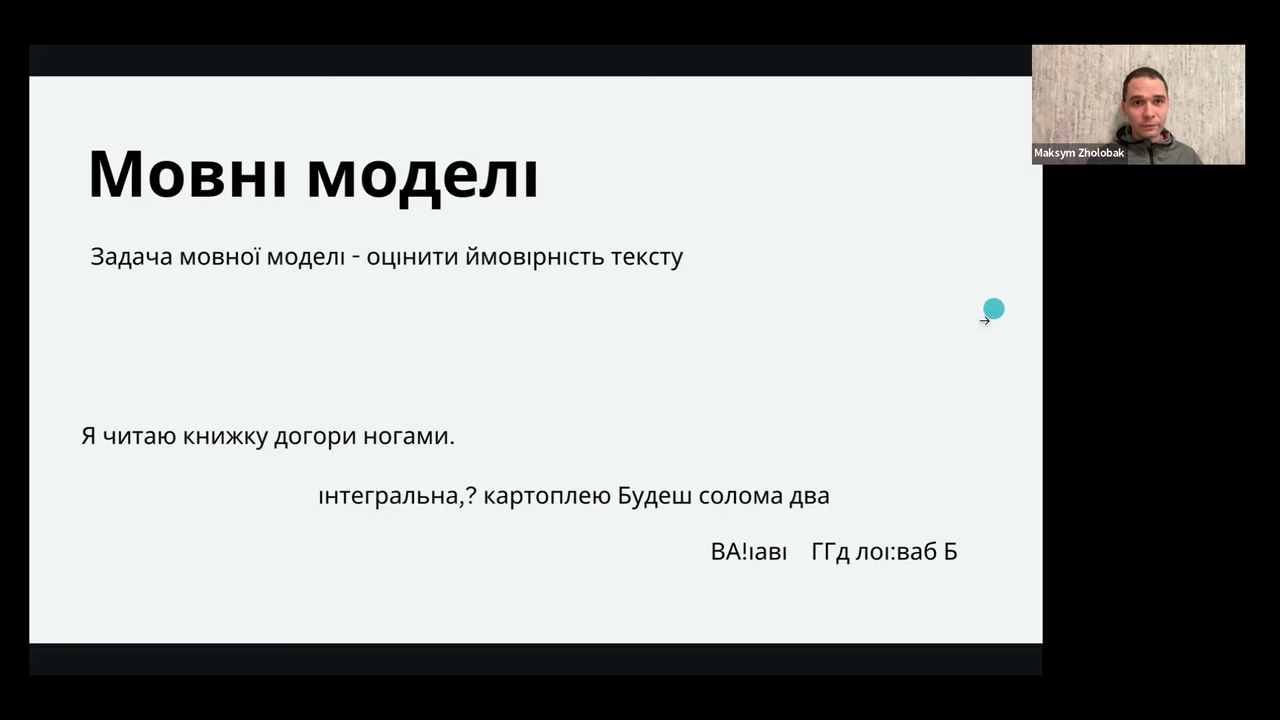 Мовні моделі
Maksym Zholobak
Задача мовної моделі - оцінити ймовірність тексту
Я читаю книжку догори ногами.
інтегральна,? картоплею Будеш солома два
ВА!іаві ГГд лоі:ваб Б